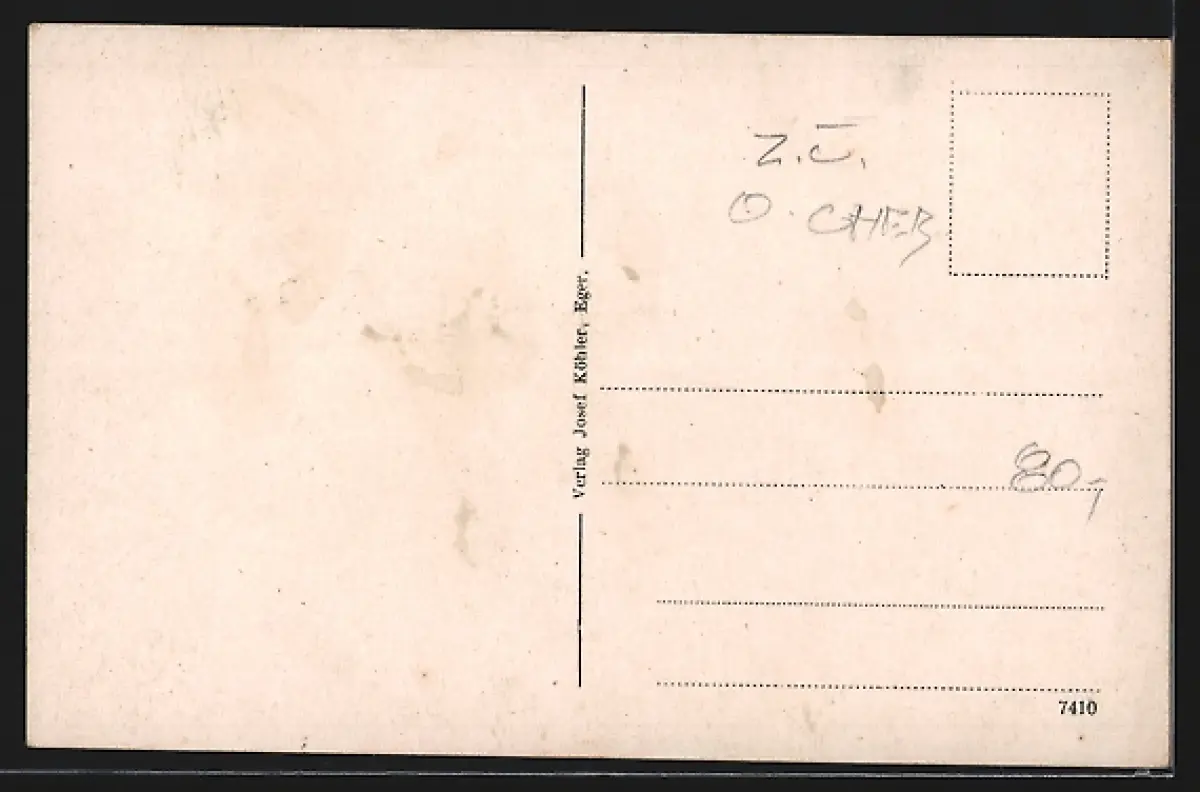 Z.Ú.
O. CHEB
Verlag Josef Köhler, Eger.
80,-
7410